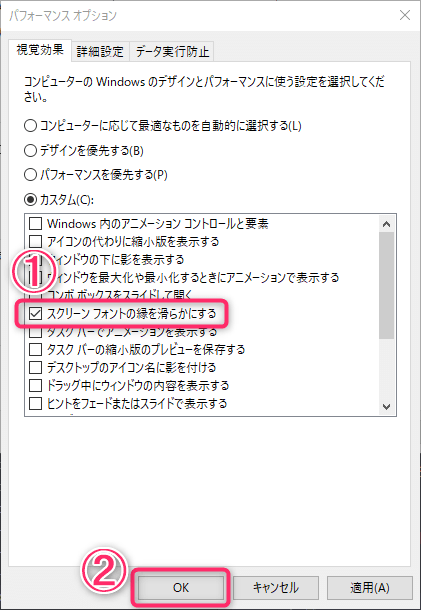 パフォーマンス オプション
視覚効果 詳細設定 データ実行防止
コンピューターの Windows のデザインとパフォーマンスに使う設定を選択してくだ
さい。
コンピューターに応じて最適なものを自動的に選択する(L)
デザインを優先する(B)
パフォーマンスを優先する(P)
カスタム(C):
Windows 内のアニメーション コントロールと要素
アイコンの代わりに縮小版を表示する
ィンドウの下に影を表示する
①
ィンドウを最大化や最小化するときにアニメーションで表示する
コンボ ボックスをスライドして開く
スクリーン フォントの縁を滑らかにする
タスク バーでアニメーションを表示する
タスク バーの縮小版のプレビューを保存する
デスクトップのアイコン名に影を付ける
ドラッグ中にウィンドウの内容を表示する
ヒントをフェードまたはスライドで表示する
② OK キャンセル 適用(A)